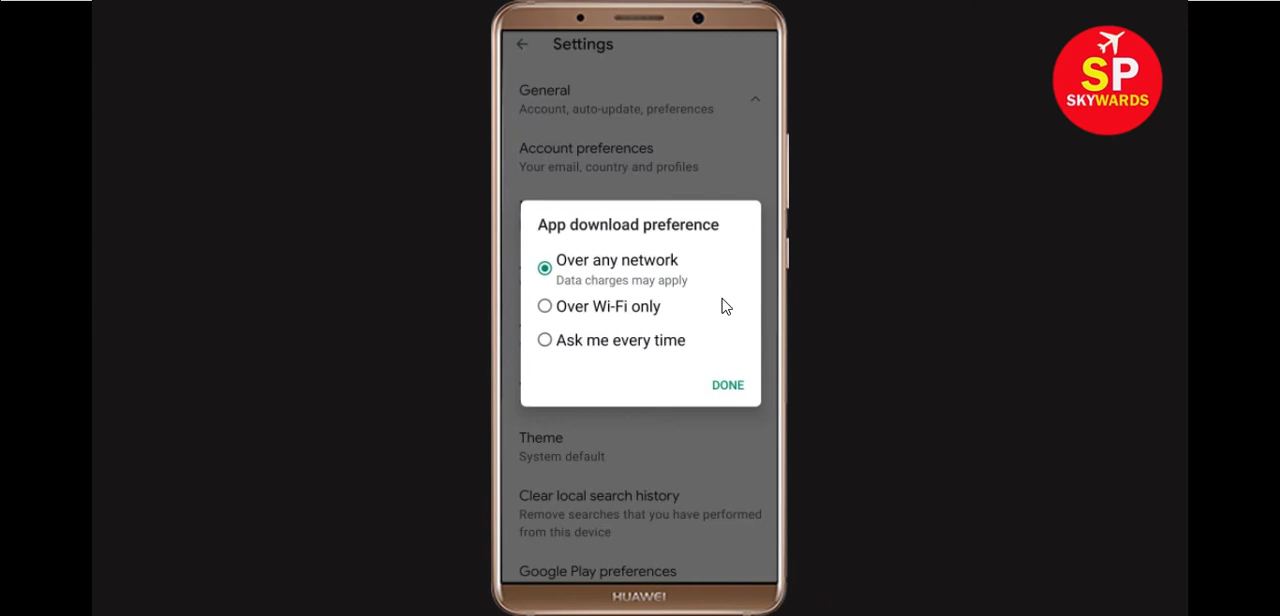 Settings
General
Account, auto-update, preferences
Account preferences
Your email, country and profiles
App download preference
Over any network
Data charges may apply
Over Wi-Fi only
Ask me every time
DONE
Theme
System default
Clear local search history
Remove searches that you have performed
from this device
Google Play preferences
HUAWEI
SP
SKYWARDS